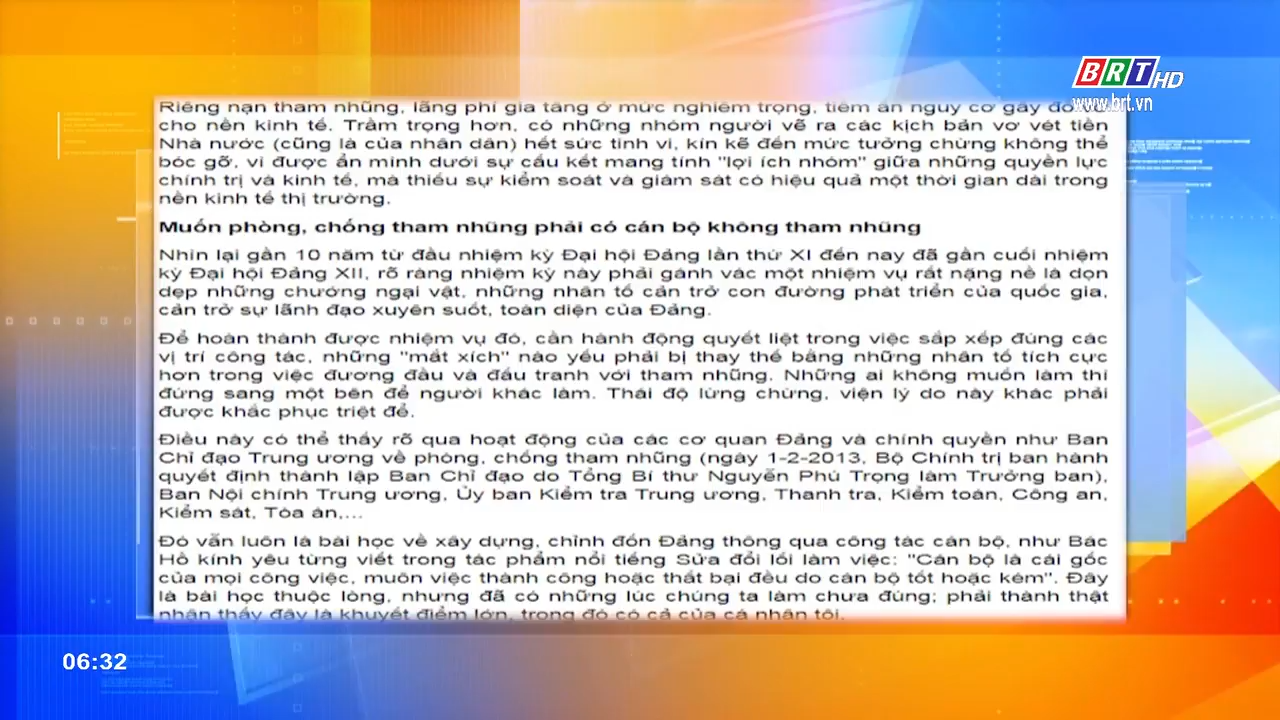 BRT HD
www.brt.vn
Riêng nạn tham nhũng, lãng phí gia tăng ở mức nghiêm trọng, tiềm ẩn nguy cơ gây
cho nền kinh tế. Trầm trọng hơn, có những nhóm người vẽ ra các kịch bản vơ vét tiền
Nhà nước (cũng là của nhân dân) hết sức tinh vi, kín kẽ đến mức tưởng chừng không thể
bóc gỡ, vì được ẩn mình dưới sự cấu kết mang tính "lợi ích nhóm" giữa những quyền lực
chính trị và kinh tế, mà thiếu sự kiểm soát và giám sát có hiệu quả một thời gian dài trong
nền kinh tế thị trường.
Muốn phòng, chống tham nhũng phải có cán bộ không tham nhũng
Nhìn lại gần 10 năm từ đầu nhiệm kỳ Đại hội Đảng lần thứ XI đến nay đã gần cuối nhiệm
kỳ Đại hội Đảng XII, rõ ràng nhiệm kỳ này phải gánh vác một nhiệm vụ rất nặng nề là dọn
dẹp những chướng ngại vật, những nhân tố cản trở con đường phát triển của quốc gia,
cản trở sự lãnh đạo xuyên suốt, toàn diện của Đảng.
Để hoàn thành được nhiệm vụ đó, cần hành động quyết liệt trong việc sắp xếp đúng các
vị trí công tác, những "mắt xích" nào yếu phải bị thay thế bằng những nhân tố tích cực
hơn trong việc đương đầu và đấu tranh với tham nhũng. Những ai không muốn làm thì
đứng sang một bên để người khác làm. Thái độ lừng chừng, viện lý do này khác phải
được khắc phục triệt để.
Điều này có thể thấy rõ qua hoạt động của các cơ quan Đảng và chính quyền như Ban
Chỉ đạo Trung ương về phòng, chống tham nhũng (ngày 1-2-2013, Bộ Chính trị ban hành
quyết định thành lập Ban Chỉ đạo do Tổng Bí thư Nguyễn Phú Trọng làm Trưởng ban),
Ban Nội chính Trung ương, Ủy ban Kiểm tra Trung ương, Thanh tra, Kiểm toán, Công an,
Kiểm sát, Tòa án,...
Đó vẫn luôn là bài học về xây dựng, chỉnh đốn Đảng thông qua công tác cán bộ, như Bác
Hồ kính yêu từng viết trong tác phẩm nổi tiếng Sửa đổi lối làm việc: "Cán bộ là cái gốc
của mọi công việc, muôn việc thành công hoặc thất bại đều do cán bộ tốt hoặc kém". Đây
là bài học thuộc lòng, nhưng đã có những lúc chúng ta làm chưa đúng; phải thành thật
nhận thấy đây là khuyết điểm lớn, trong đó có cả của cá nhân tôi.
06:32